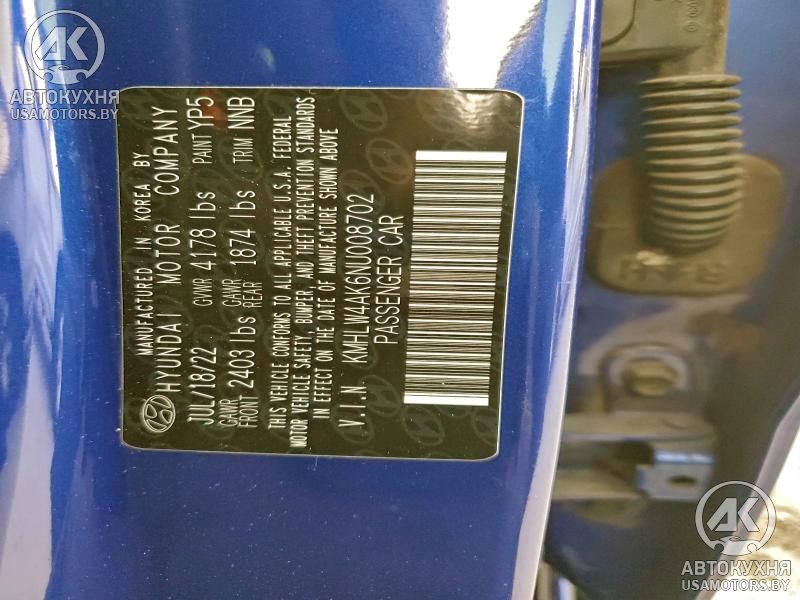 АВТОКУХНЯ
USAMOTORS.BY
MANUFACTURED IN KOREA BY
HYUNDAI MOTOR COMPANY
JUL/18/22 GVWR 4178 lbs PAINT YP5
GAWR FRONT 2403 lbs GAWR REAR 1874 lbs / TRIM NNB
THIS VEHICLE CONFORMS TO ALL APPLICABLE U.S.A. FEDERAL
MOTOR VEHICLE SAFETY, BUMPER, AND THEFT PREVENTION STANDARDS
IN EFFECT ON THE DATE OF MANUFACTURE SHOWN ABOVE
V.I.N. KMHLW4AK6NU008702
PASSENGER CAR
АК
АВТОКУХНЯ
USAMOTORS.BY